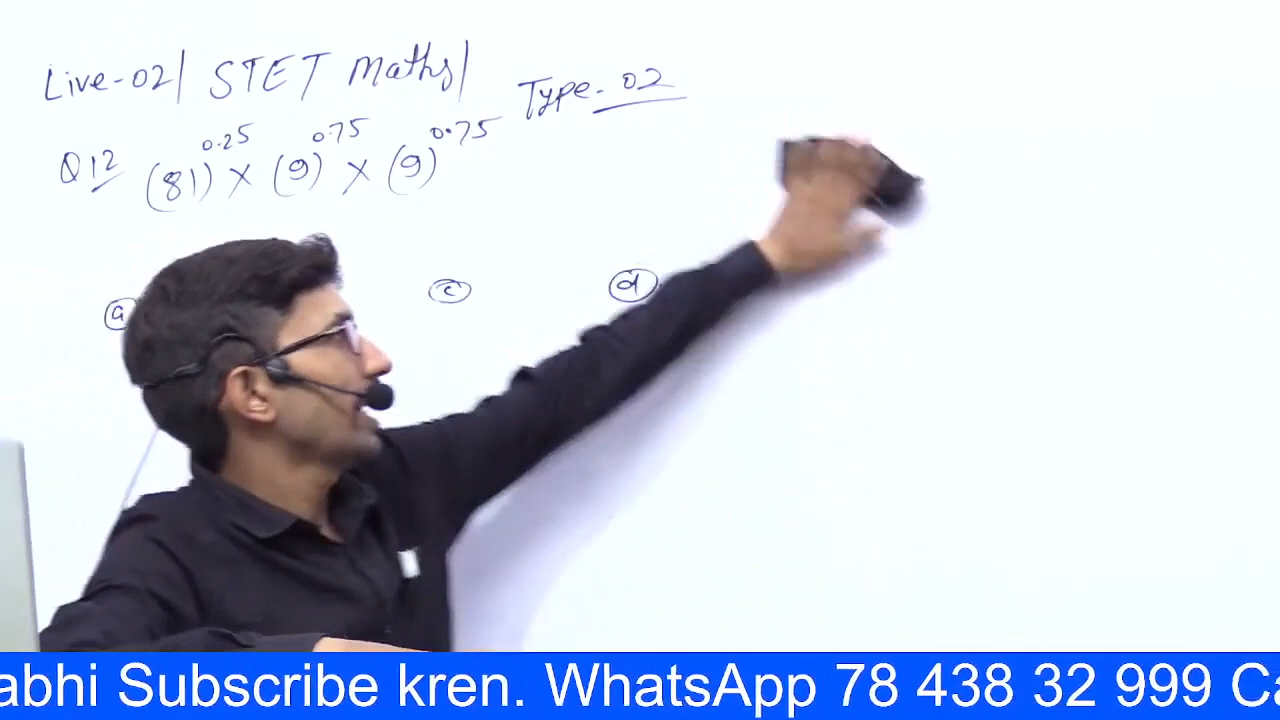 Live-02 | STET Maths |
Type-02
Q12 (81)^0.25 × (9)^0.75 × (9)^0.75
a c d
abhi Subscribe kren. WhatsApp 78 438 32 999 Ca